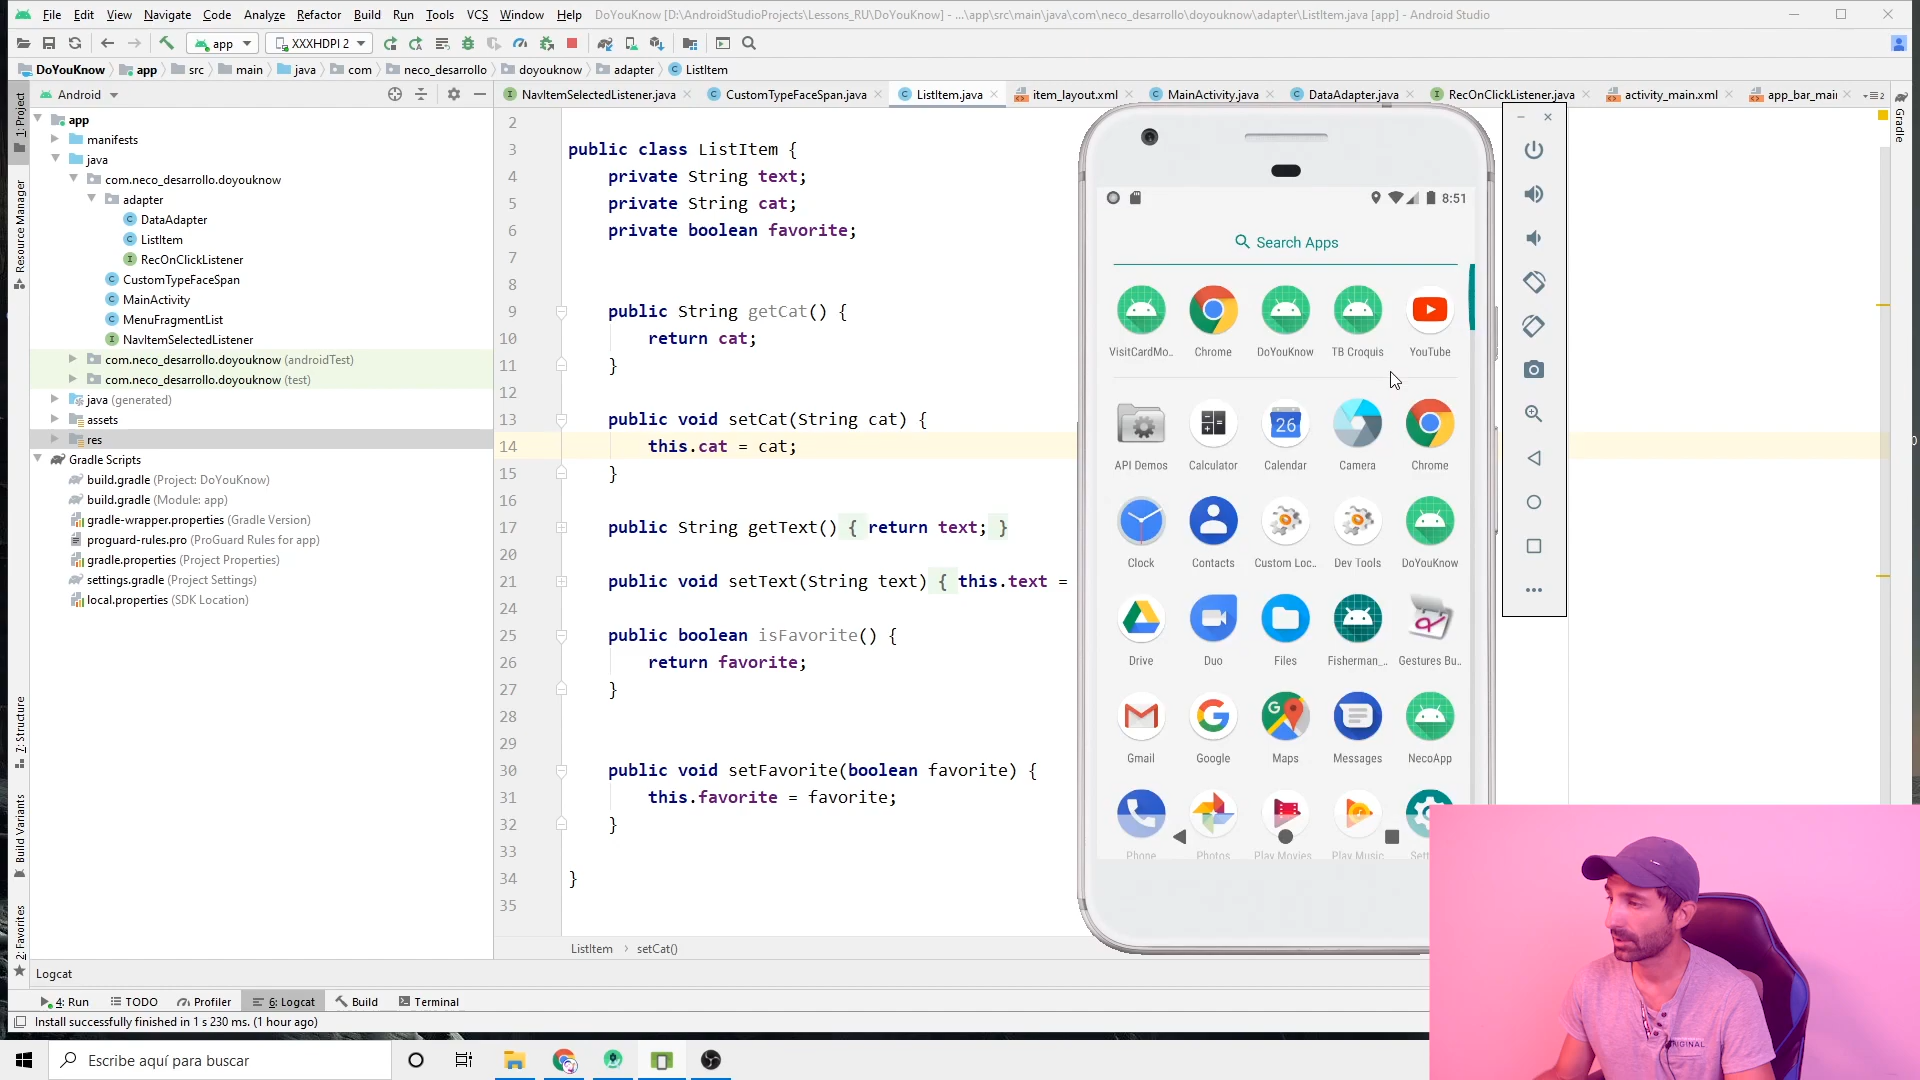 File Edit View Navigate Code Analyze Refactor Build Run Tools VCS Window Help DoYouKnow [D:\AndroidStudioProjects\Lessons_RU\DoYouKnow] - ...\app\src\main\java\com\neco_desarrollo\doyouknow\adapter\ListItem.java [app] - Android Studio
app XXXHDPI 2
DoYouKnow app src main java com neco_desarrollo doyouknow adapter ListItem
1: Project
Resource Manager
7: Structure
Build Variants
2: Favorites
Android
app
manifests
java
com.neco_desarrollo.doyouknow
adapter
DataAdapter
ListItem
RecOnClickListener
CustomTypeFaceSpan
MainActivity
MenuFragmentList
NavItemSelectedListener
com.neco_desarrollo.doyouknow (androidTest)
com.neco_desarrollo.doyouknow (test)
java (generated)
assets
res
Gradle Scripts
build.gradle (Project: DoYouKnow)
build.gradle (Module: app)
gradle-wrapper.properties (Gradle Version)
proguard-rules.pro (ProGuard Rules for app)
gradle.properties (Project Properties)
settings.gradle (Project Settings)
local.properties (SDK Location)
NavItemSelectedListener.java CustomTypeFaceSpan.java ListItem.java item_layout.xml MainActivity.java DataAdapter.java RecOnClickListener.java activity_main.xml app_bar_mai
2
Gradle
2
3 public class ListItem {
4 private String text;
5 private String cat;
6 private boolean favorite;
7
8
9 public String getCat() {
10 return cat;
11 }
12
13 public void setCat(String cat) {
14 this.cat = cat;
15 }
16
17 public String getText() { return text; }
20
21 public void setText(String text) { this.text =
24
25 public boolean isFavorite() {
26 return favorite;
27 }
28
29
30 public void setFavorite(boolean favorite) {
31 this.favorite = favorite;
32 }
33
34 }
35
ListItem setCat()
8:51
Search Apps
VisitCardMo.. Chrome DoYouKnow TB Croquis YouTube
26
API Demos Calculator Calendar Camera Chrome
Clock Contacts Custom Loc.. Dev Tools DoYouKnow
Drive Duo Files Fisherman_.. Gestures Bu..
Gmail Google Maps Messages NecoApp
Phone Photos Play Movies Play Music Sett
Logcat
4: Run TODO Profiler 6: Logcat Build Terminal
Install successfully finished in 1 s 230 ms. (1 hour ago)
Escribe aquí para buscar